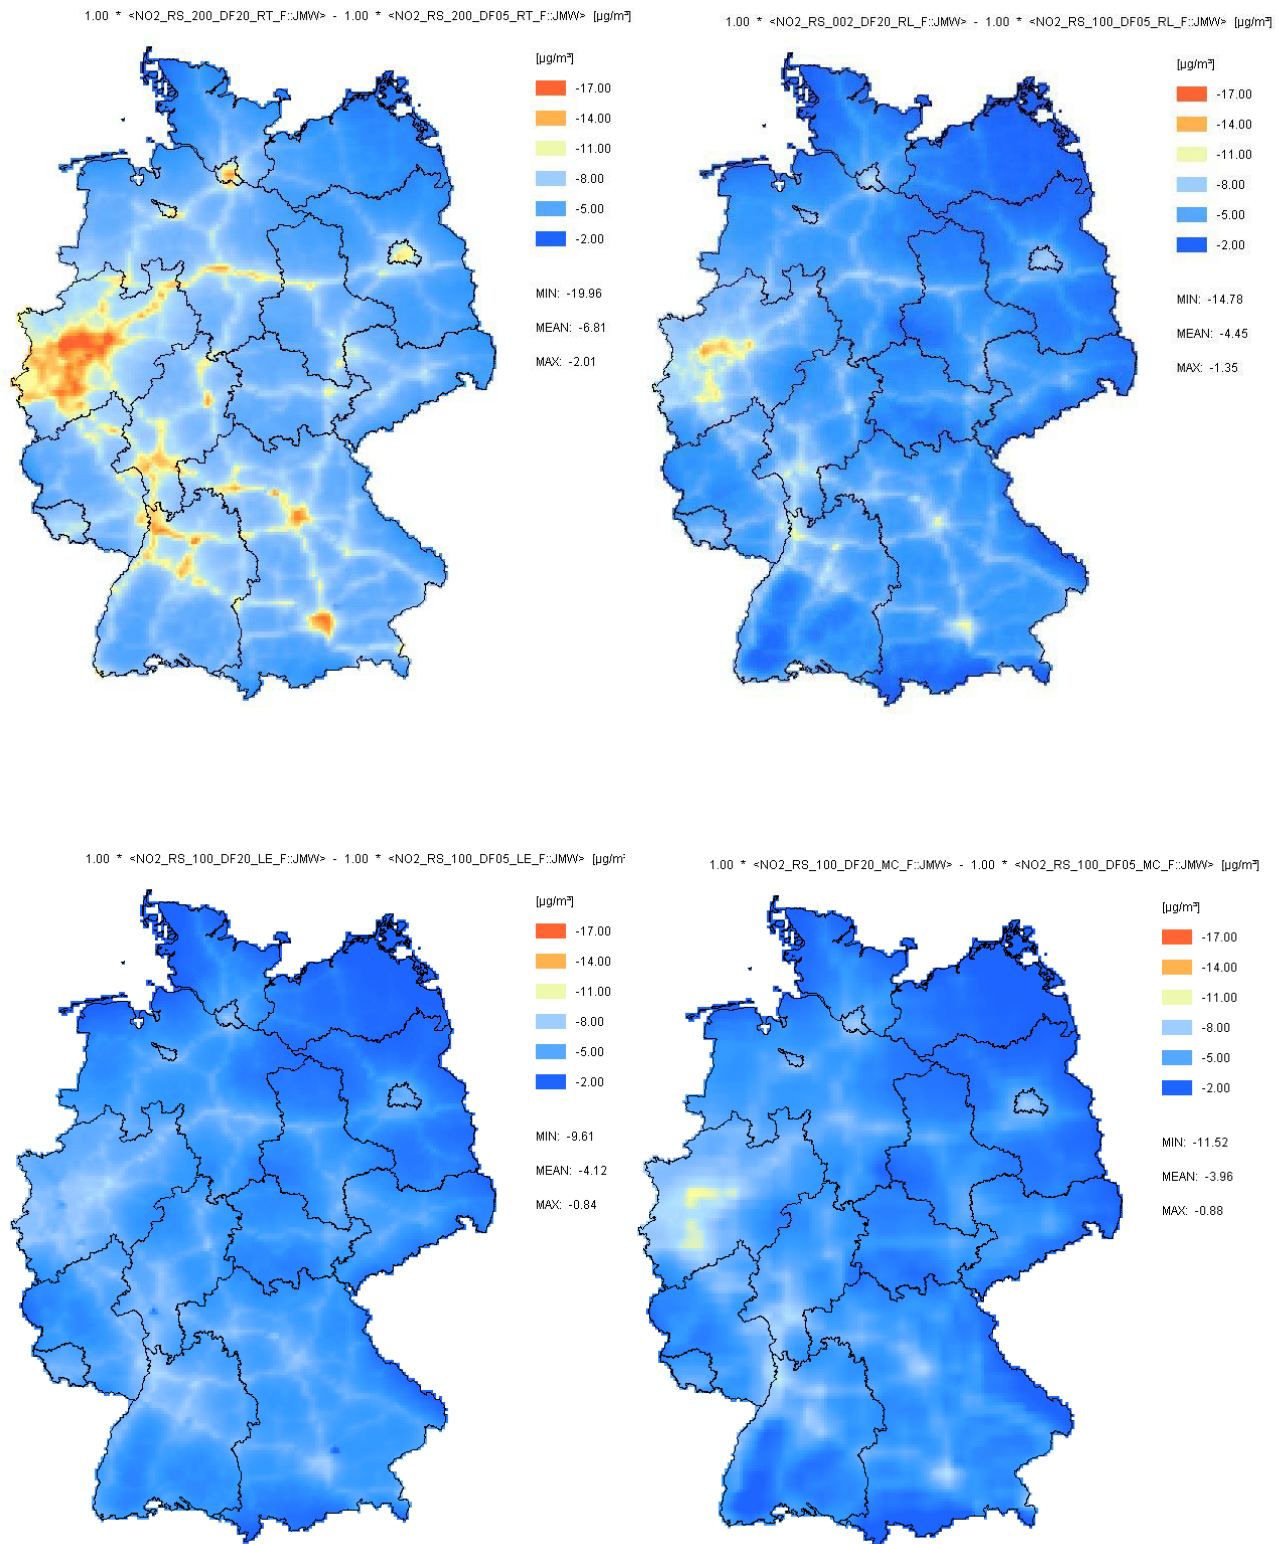 1.00 * <NO2_RS_200_DF20_RT_F::JMW> - 1.00 * <NO2_RS_200_DF05_RT_F::JMW> [µg/m³]
[µg/m³]
-17.00
-14.00
-11.00
-8.00
-5.00
-2.00
MIN: -19.96
MEAN: -6.81
MAX: -2.01
1.00 * <NO2_RS_002_DF20_RL_F::JMW> - 1.00 * <NO2_RS_100_DF05_RL_F::JMW> [µg/m³]
[µg/m³]
-17.00
-14.00
-11.00
-8.00
-5.00
-2.00
MIN: -14.78
MEAN: -4.45
MAX: -1.35
1.00 * <NO2_RS_100_DF20_LE_F::JMW> - 1.00 * <NO2_RS_100_DF05_LE_F::JMW> [µg/m³
[µg/m³]
-17.00
-14.00
-11.00
-8.00
-5.00
-2.00
MIN: -9.61
MEAN: -4.12
MAX: -0.84
1.00 * <NO2_RS_100_DF20_MC_F::JMW> - 1.00 * <NO2_RS_100_DF05_MC_F::JMW> [µg/m³]
[µg/m³]
-17.00
-14.00
-11.00
-8.00
-5.00
-2.00
MIN: -11.52
MEAN: -3.96
MAX: -0.88